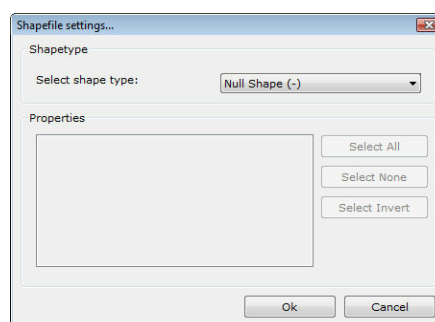 Shapefile settings...
Shapetype
Select shape type: Null Shape (-)
Properties
Select All
Select None
Select Invert
Ok Cancel